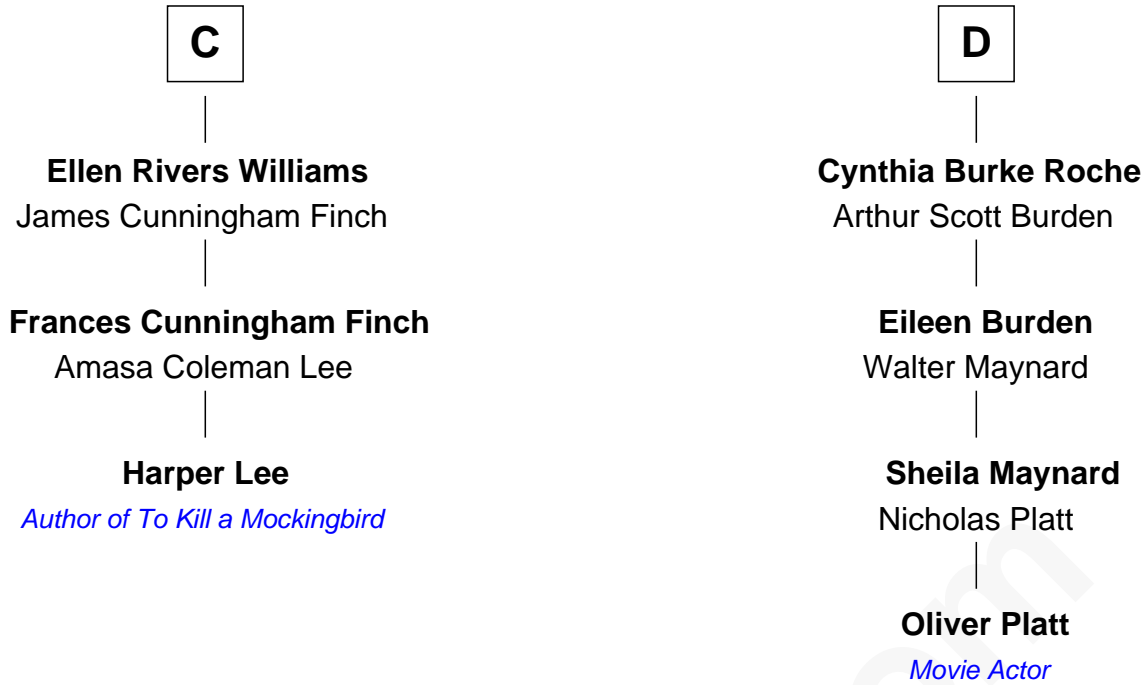 C
Ellen Rivers Williams
James Cunningham Finch
Frances Cunningham Finch
Amasa Coleman Lee
Harper Lee
Author of To Kill a Mockingbird
D
Cynthia Burke Roche
Arthur Scott Burden
Eileen Burden
Walter Maynard
Sheila Maynard
Nicholas Platt
Oliver Platt
Movie Actor
om